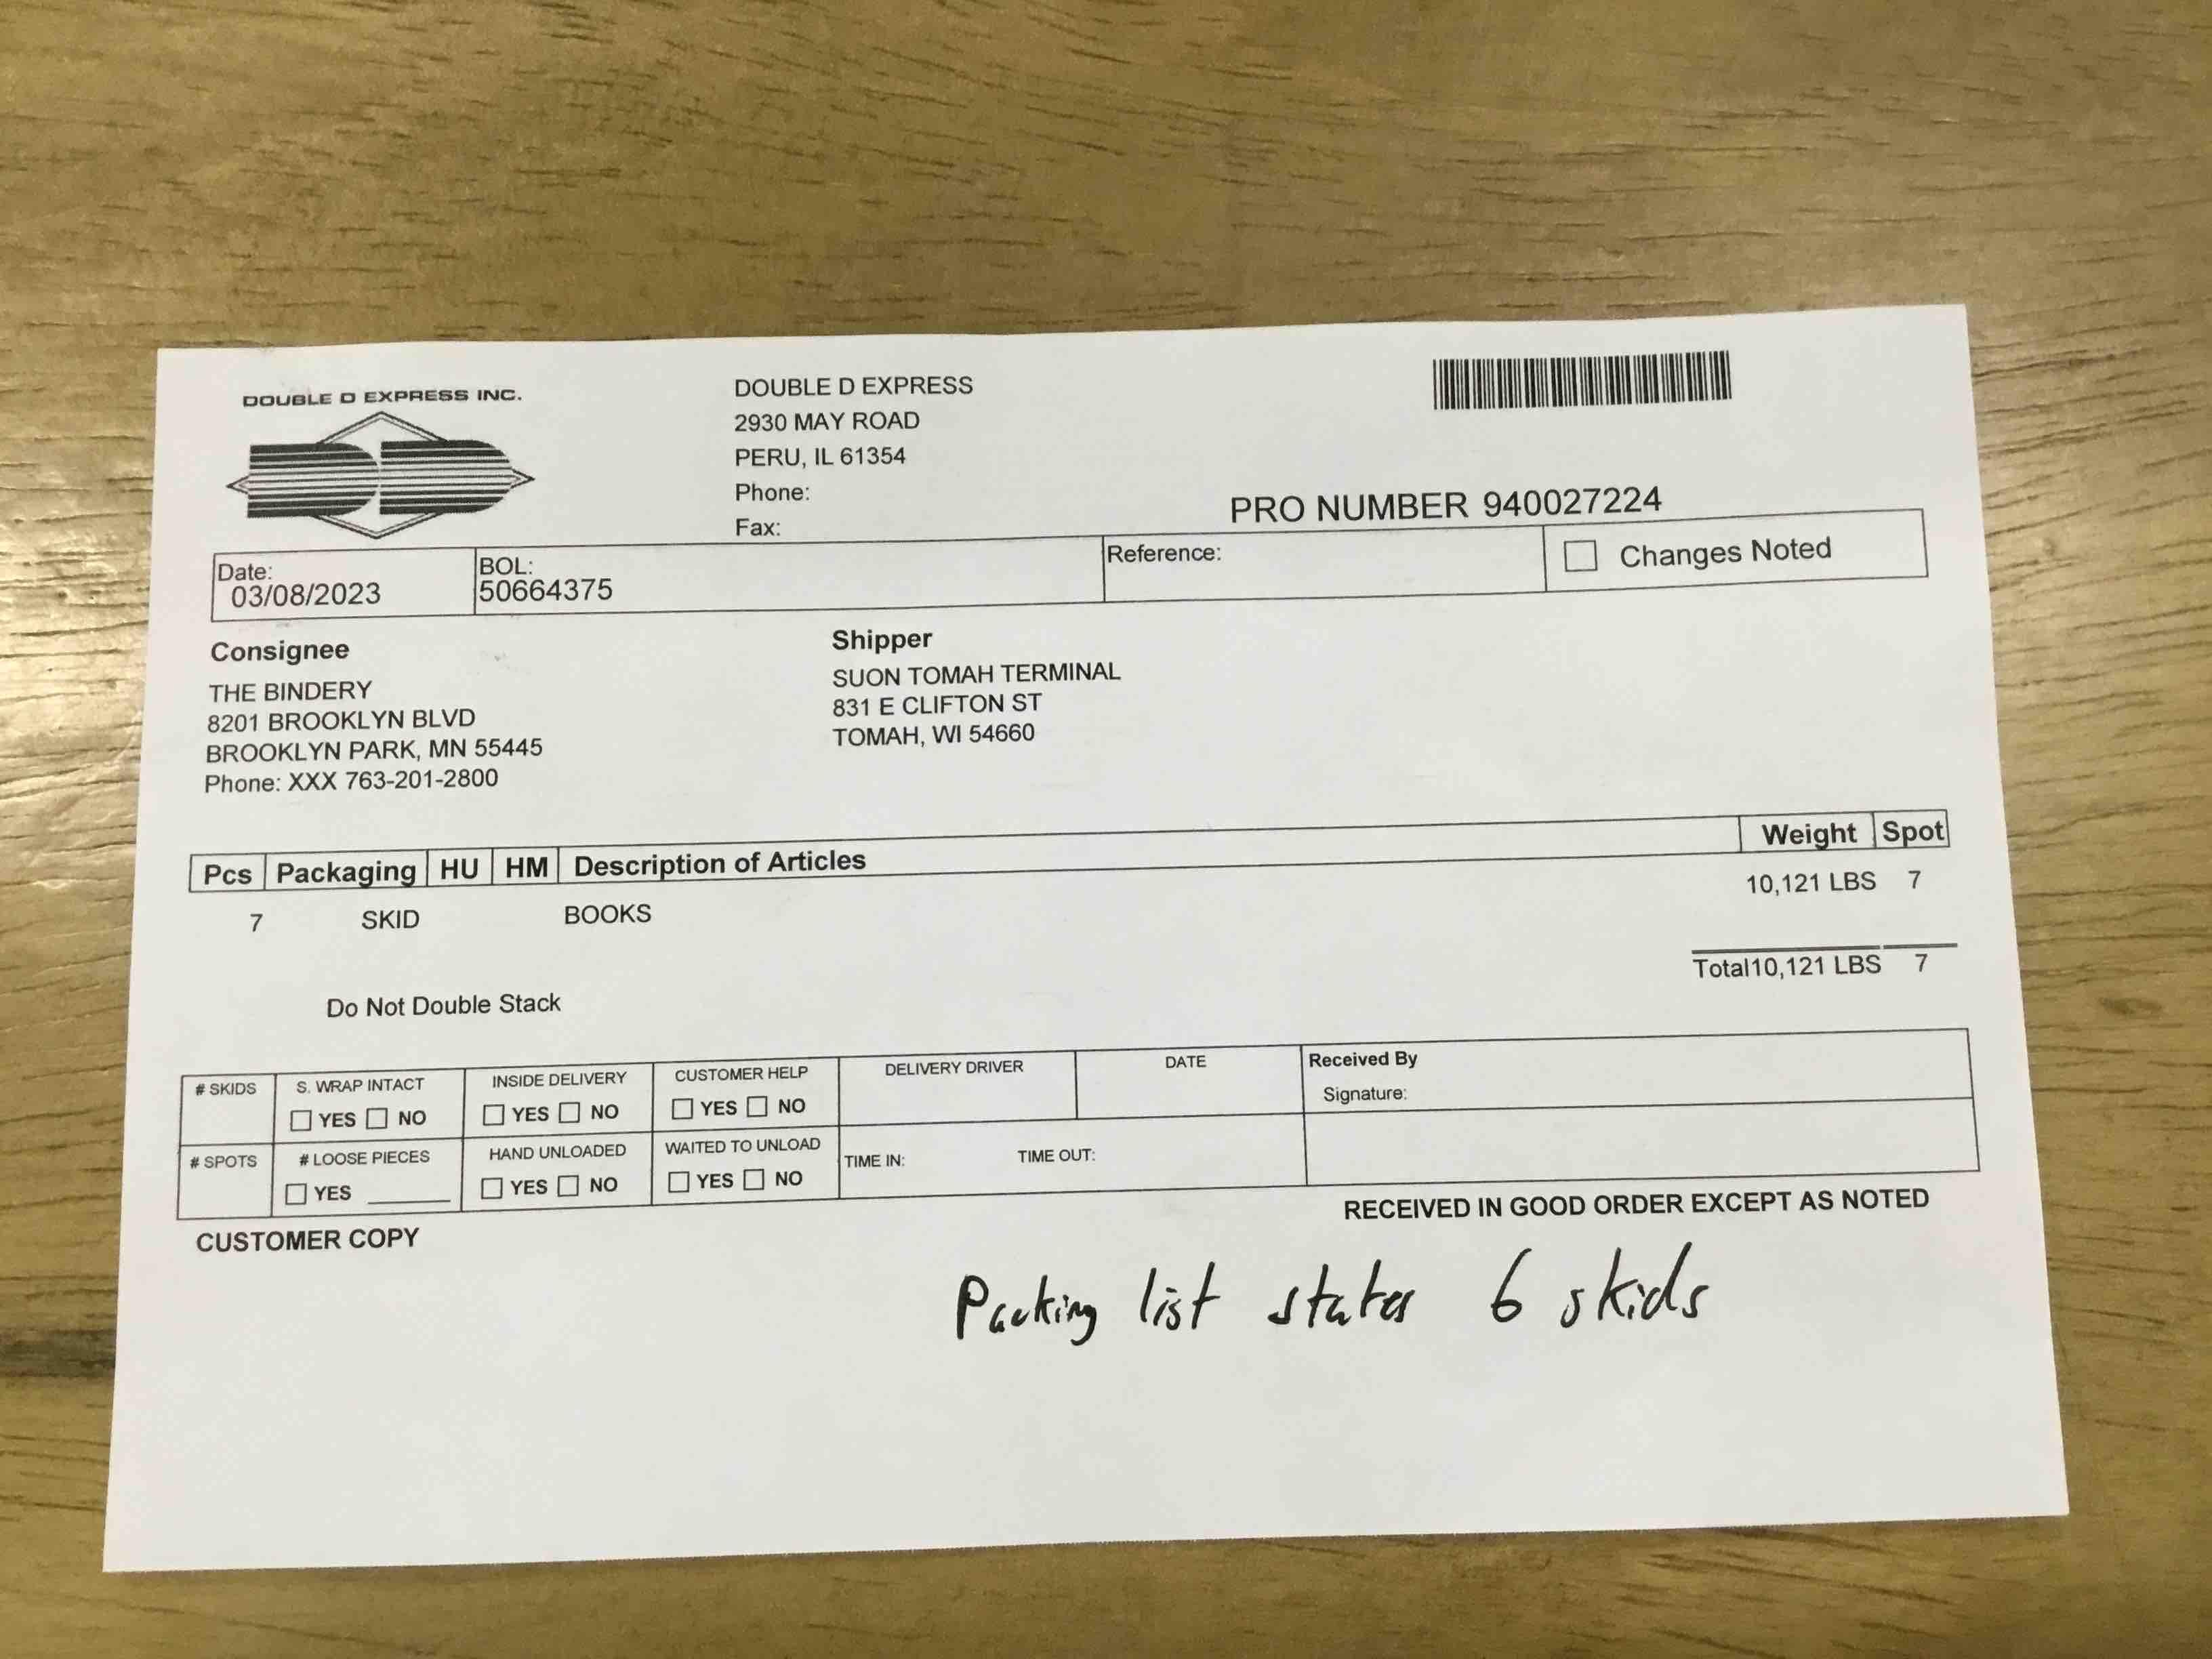 DOUBLE D EXPRESS INC.
DOUBLE D EXPRESS
2930 MAY ROAD
PERU, IL 61354
Phone:
Fax:
PRO NUMBER 940027224
Date:
03/08/2023
BOL:
50664375
Reference:
Changes Noted
Consignee
THE BINDERY
8201 BROOKLYN BLVD
BROOKLYN PARK, MN 55445
Phone: XXX 763-201-2800
Shipper
SUON TOMAH TERMINAL
831 E CLIFTON ST
TOMAH, WI 54660
Pcs Packaging HU HM Description of Articles Weight Spot
7 SKID BOOKS 10,121 LBS 7
Total10,121 LBS 7
Do Not Double Stack
# SKIDS
S. WRAP INTACT
YES NO
INSIDE DELIVERY
YES NO
CUSTOMER HELP
YES NO
DELIVERY DRIVER
DATE
Received By
Signature:
# SPOTS
# LOOSE PIECES
YES
HAND UNLOADED
YES NO
WAITED TO UNLOAD
YES NO
TIME IN:
TIME OUT:
CUSTOMER COPY
RECEIVED IN GOOD ORDER EXCEPT AS NOTED
Packing list states 6 skids